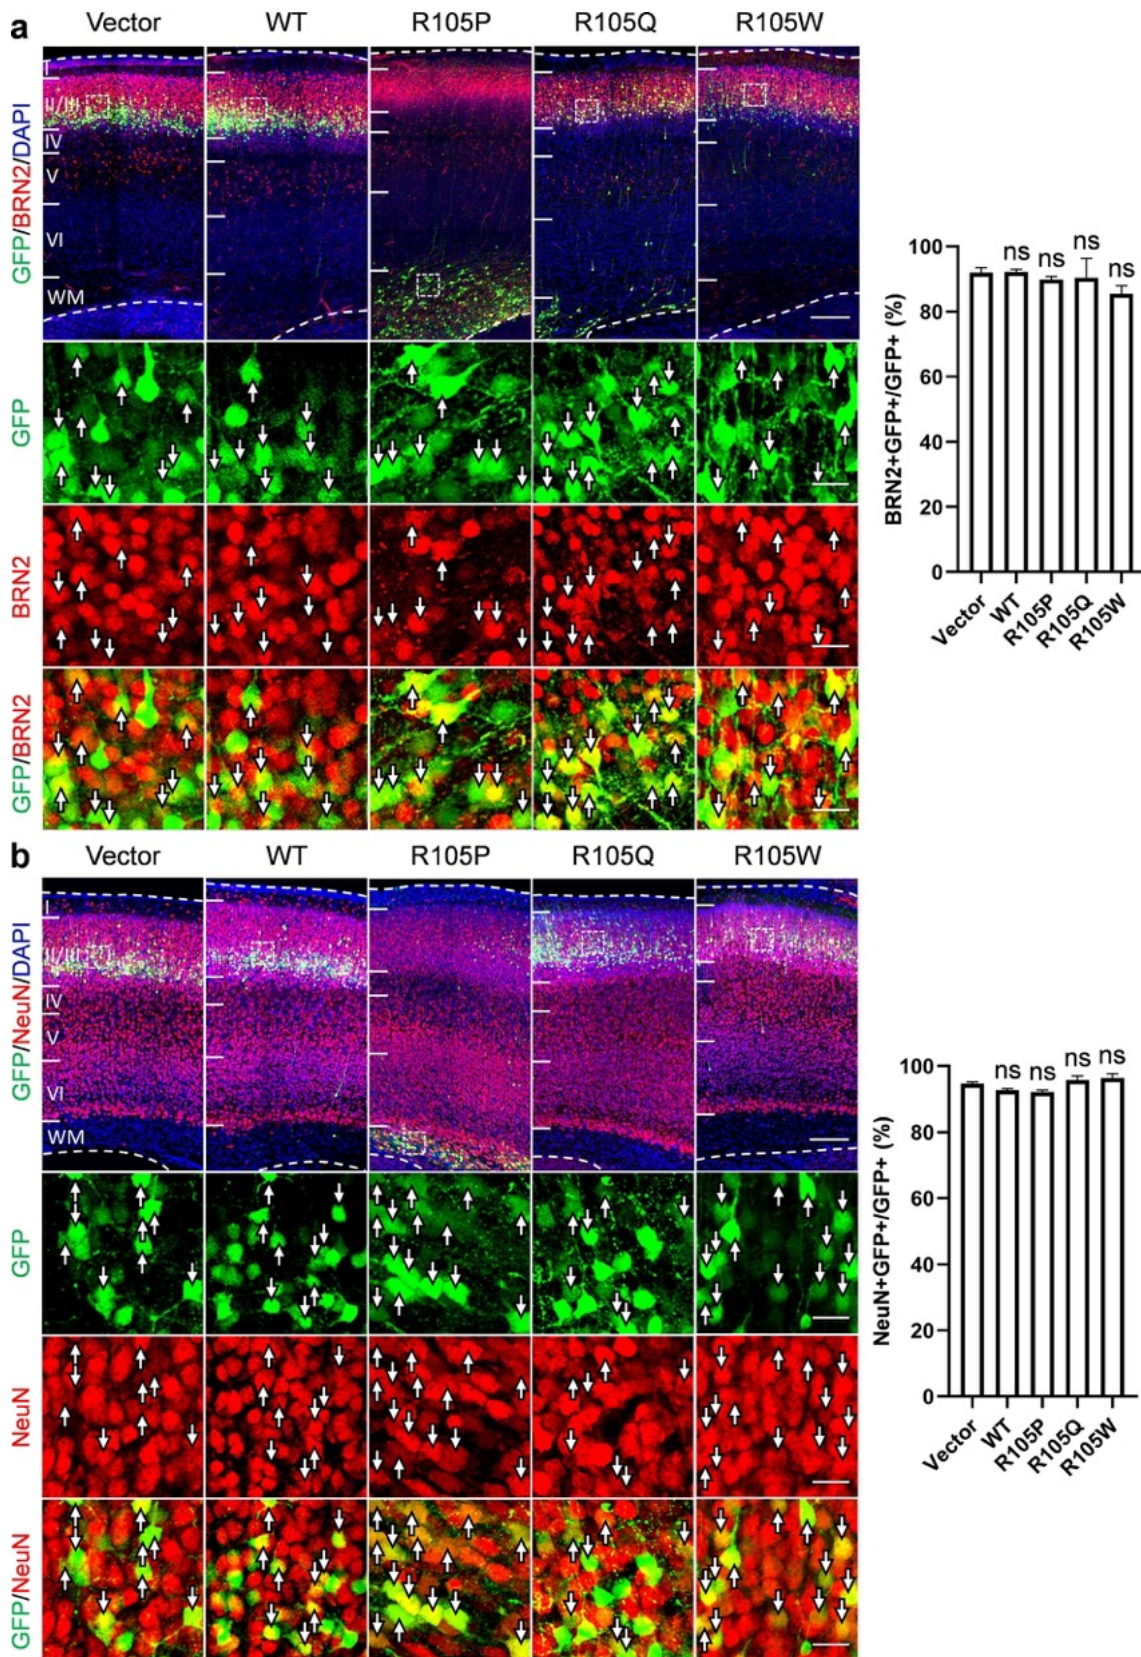 a
Vector WT R105P R105Q R105W
GFP/BRN2/DAPI
I
II/III
IV
V
VI
WM
GFP
BRN2
GFP/BRN2
BRN2+GFP+/GFP+ (%)
100
80
60
40
20
0
ns ns ns ns
Vector WT R105P R105Q R105W
b
Vector WT R105P R105Q R105W
GFP/NeuN/DAPI
I
II/III
IV
V
VI
WM
GFP
NeuN
GFP/NeuN
NeuN+GFP+/GFP+ (%)
100
80
60
40
20
0
ns ns ns ns
Vector WT R105P R105Q R105W